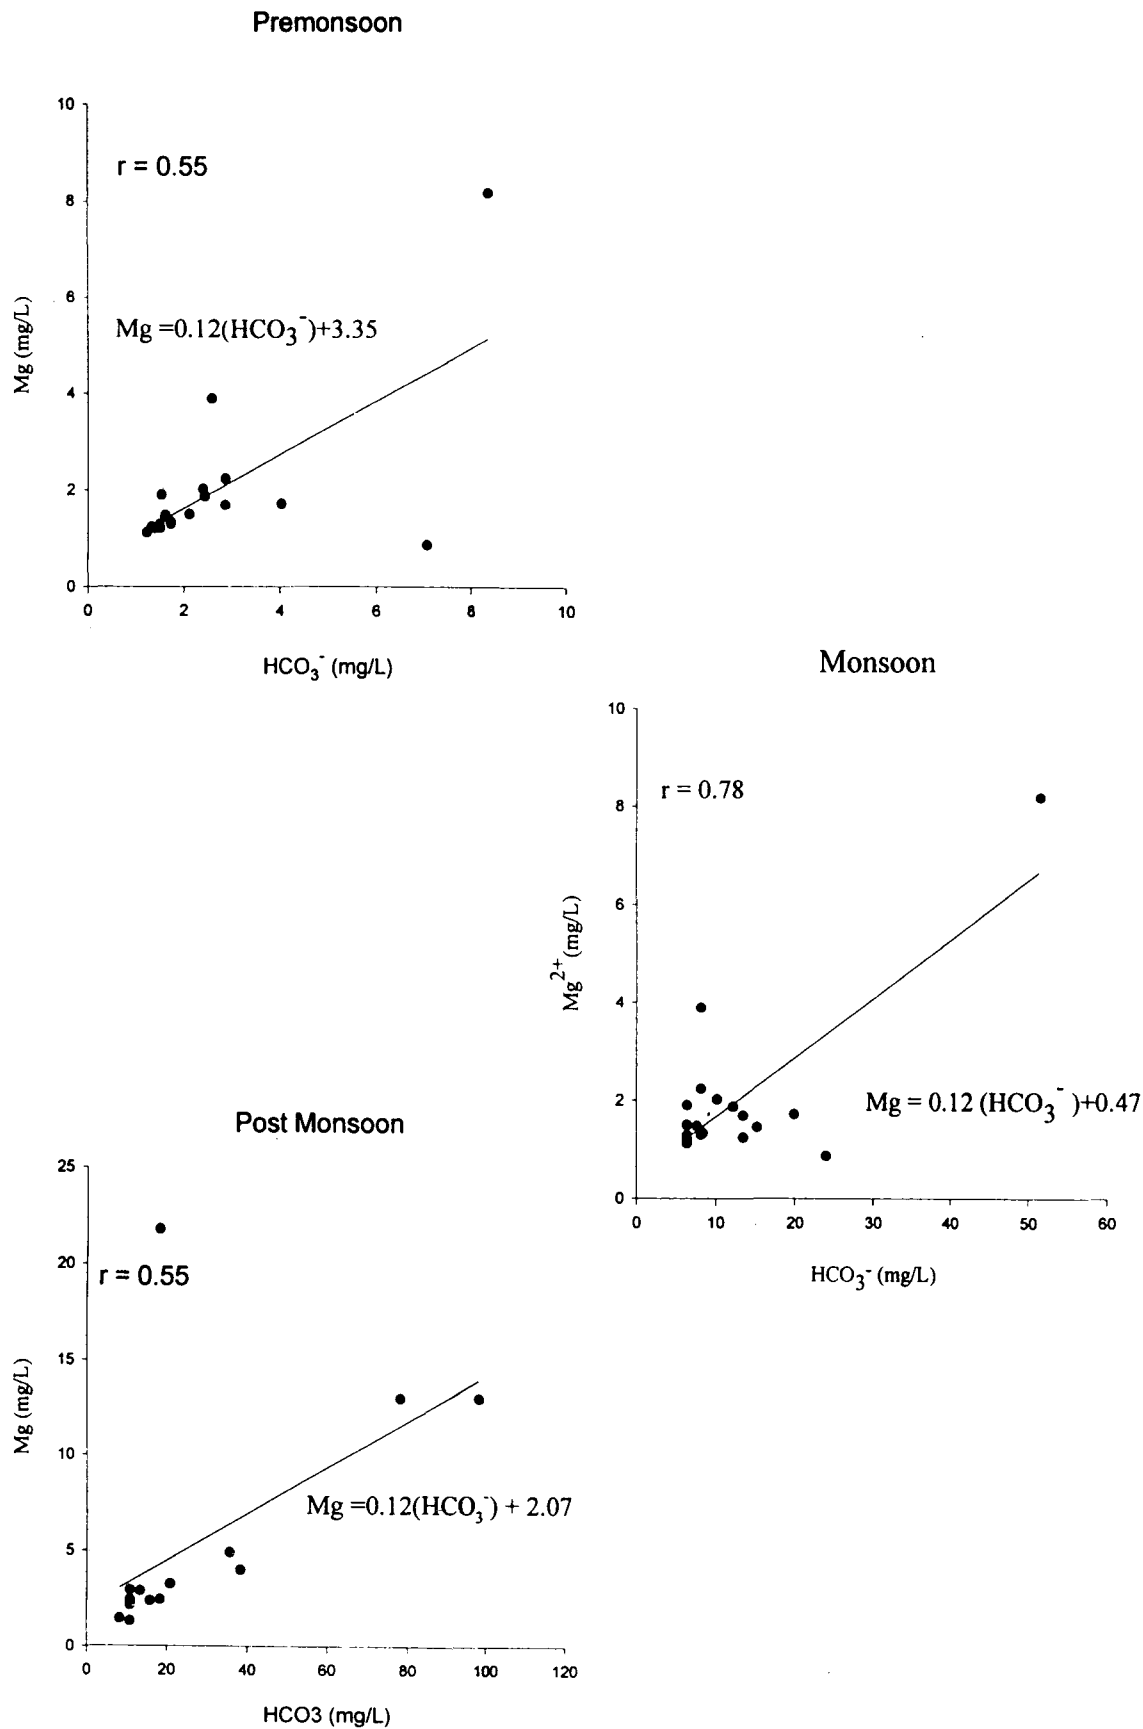 Premonsoon
10
r = 0.55
8
6
Mg =0.12(HCO₃⁻)+3.35
Mg (mg/L)
4
2
0
0 2 4 6 8 10
HCO₃⁻ (mg/L)
Monsoon
10
r = 0.78
8
6
Mg²⁺ (mg/L)
4
2
Mg = 0.12 (HCO₃⁻)+0.47
0
0 10 20 30 40 50 60
HCO₃⁻ (mg/L)
Post Monsoon
25
20
r = 0.55
15
Mg (mg/L)
10
Mg =0.12(HCO₃⁻) + 2.07
5
0
0 20 40 60 80 100 120
HCO3 (mg/L)